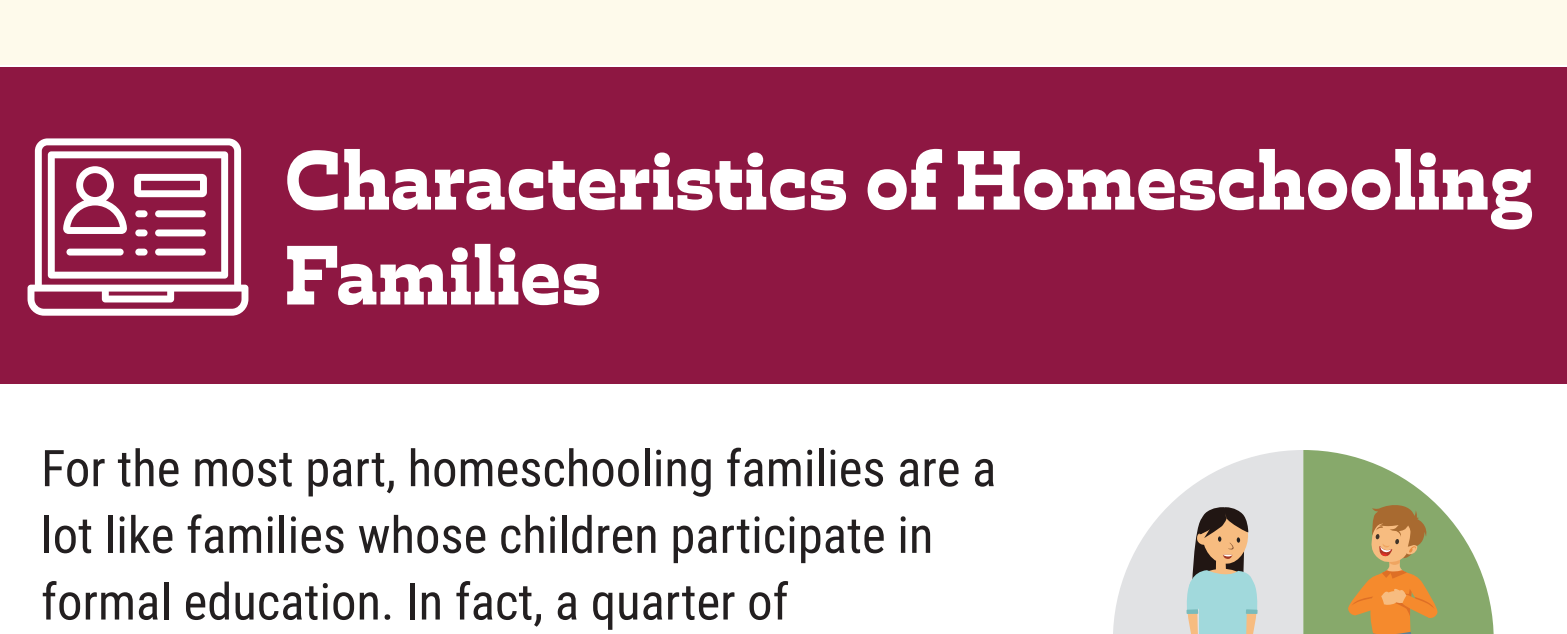 Characteristics of Homeschooling
Families
For the most part, homeschooling families are a
lot like families whose children participate in
formal education. In fact, a quarter of